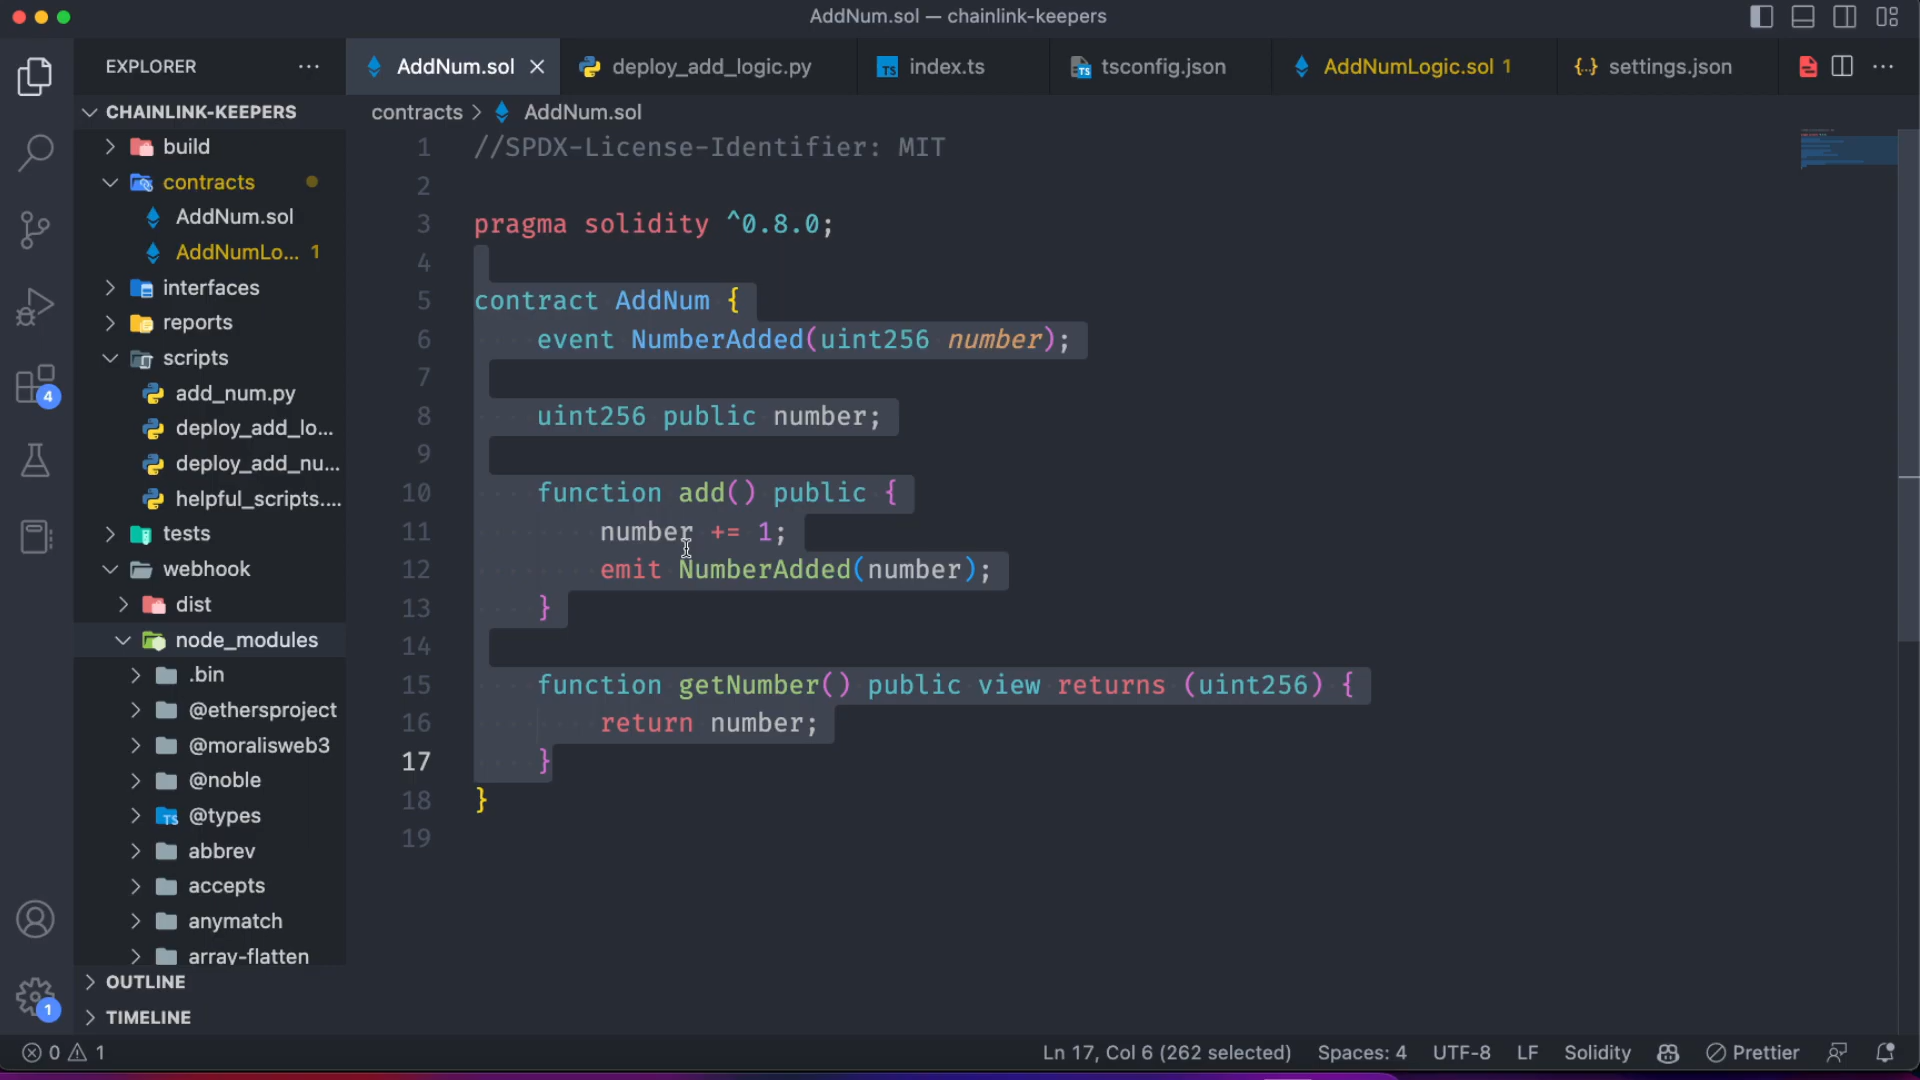 AddNum.sol — chainlink-keepers
EXPLORER
AddNum.sol
deploy_add_logic.py
index.ts
tsconfig.json
AddNumLogic.sol 1
settings.json
CHAINLINK-KEEPERS
contracts > AddNum.sol
build
contracts
AddNum.sol
AddNumLo... 1
interfaces
reports
scripts
add_num.py
deploy_add_lo...
deploy_add_nu...
helpful_scripts....
tests
webhook
dist
node_modules
.bin
@ethersproject
@moralisweb3
@noble
@types
abbrev
accepts
anymatch
array-flatten
OUTLINE
TIMELINE
4
1
1 //SPDX-License-Identifier: MIT
2
3 pragma solidity ^0.8.0;
4
5 contract AddNum {
6 event NumberAdded(uint256 number);
7
8 uint256 public number;
9
10 function add() public {
11 number += 1;
12 emit NumberAdded(number);
13 }
14
15 function getNumber() public view returns (uint256) {
16 return number;
17 }
18 }
19
0 1
Ln 17, Col 6 (262 selected)
Spaces: 4
UTF-8
LF
Solidity
Prettier